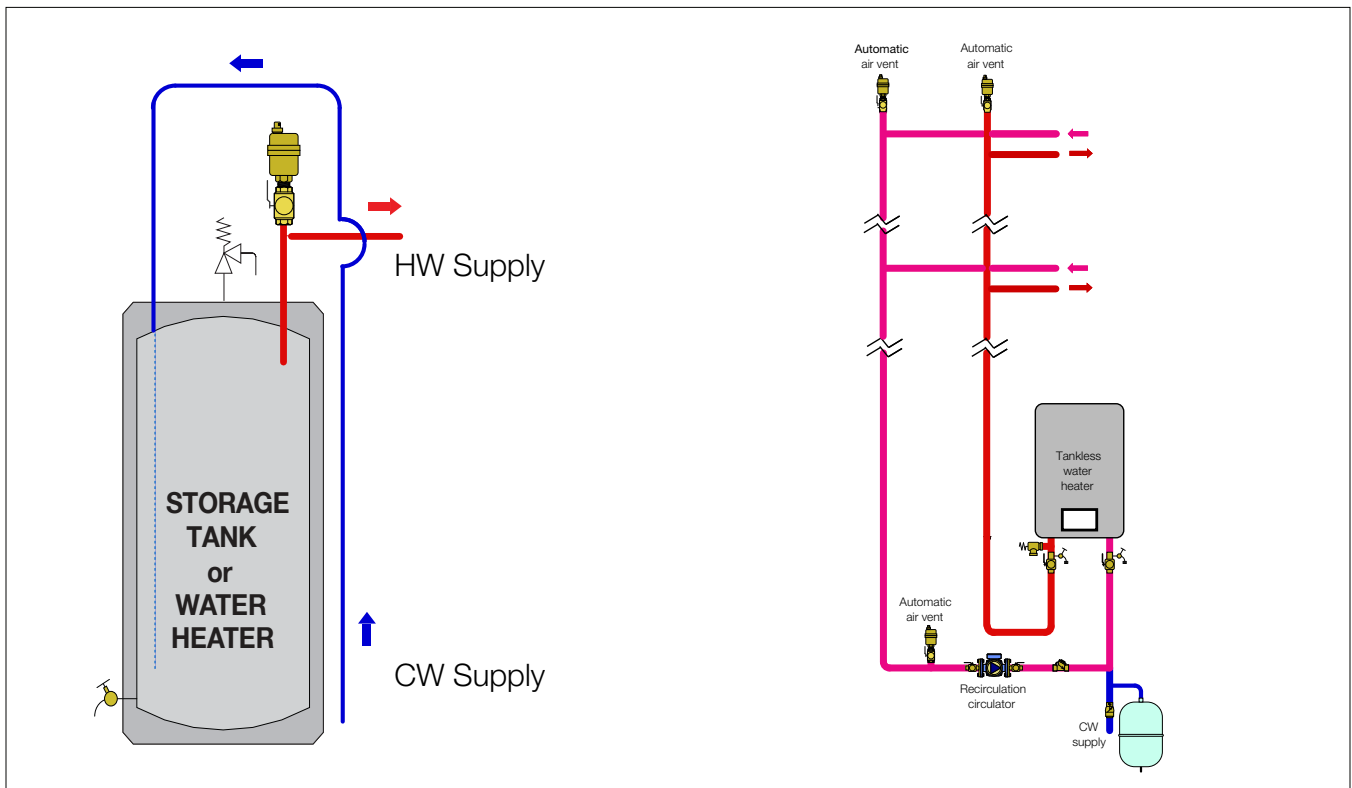 HW Supply
STORAGE
TANK
or
WATER
HEATER
CW Supply
Automatic
air vent
Automatic
air vent
Tankless
water
heater
Automatic
air vent
Recirculation
circulator
CW
supply